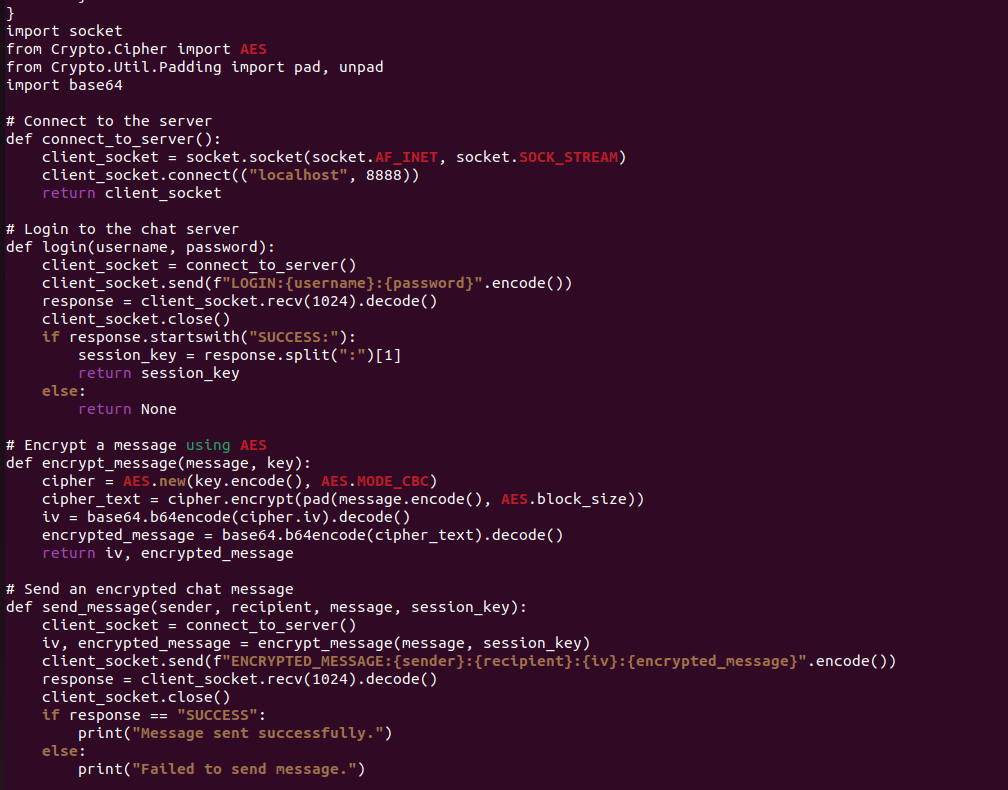 }
import socket
from Crypto.Cipher import AES
from Crypto.Util.Padding import pad, unpad
import base64

# Connect to the server
def connect_to_server():
    client_socket = socket.socket(socket.AF_INET, socket.SOCK_STREAM)
    client_socket.connect(("localhost", 8888))
    return client_socket

# Login to the chat server
def login(username, password):
    client_socket = connect_to_server()
    client_socket.send(f"LOGIN:{username}:{password}".encode())
    response = client_socket.recv(1024).decode()
    client_socket.close()
    if response.startswith("SUCCESS:"):
        session_key = response.split(":")[1]
        return session_key
    else:
        return None

# Encrypt a message using AES
def encrypt_message(message, key):
    cipher = AES.new(key.encode(), AES.MODE_CBC)
    cipher_text = cipher.encrypt(pad(message.encode(), AES.block_size))
    iv = base64.b64encode(cipher.iv).decode()
    encrypted_message = base64.b64encode(cipher_text).decode()
    return iv, encrypted_message

# Send an encrypted chat message
def send_message(sender, recipient, message, session_key):
    client_socket = connect_to_server()
    iv, encrypted_message = encrypt_message(message, session_key)
    client_socket.send(f"ENCRYPTED_MESSAGE:{sender}:{recipient}:{iv}:{encrypted_message}".encode())
    response = client_socket.recv(1024).decode()
    client_socket.close()
    if response == "SUCCESS":
        print("Message sent successfully.")
    else:
        print("Failed to send message.")